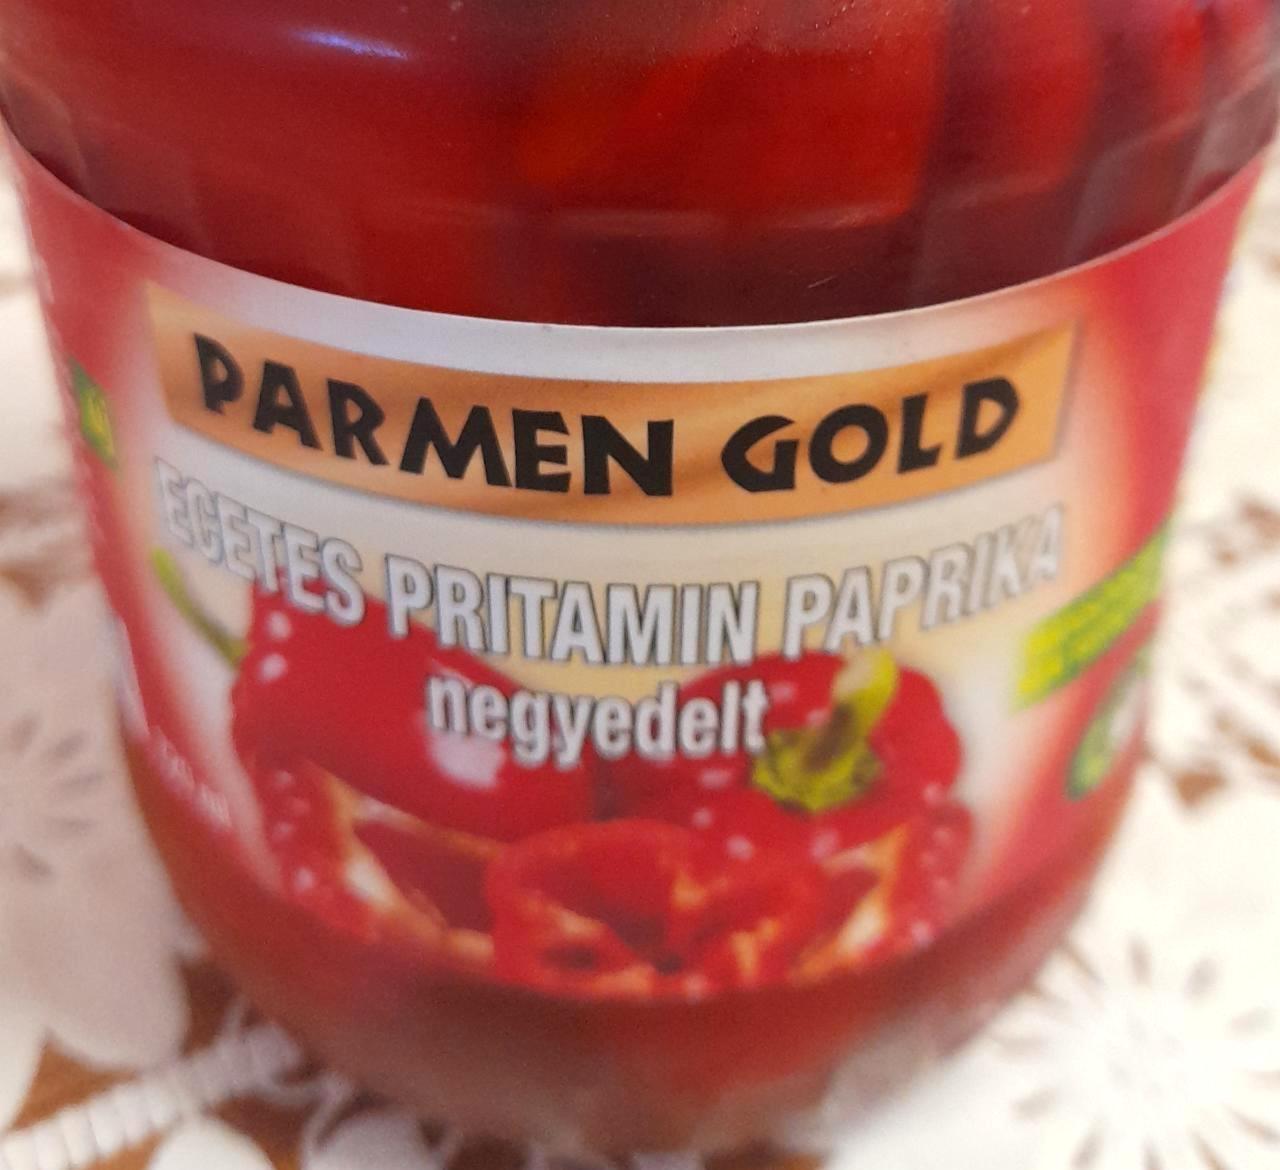 PARMEN GOLD
ECETES PRITAMIN PAPRIKA
negyedelt